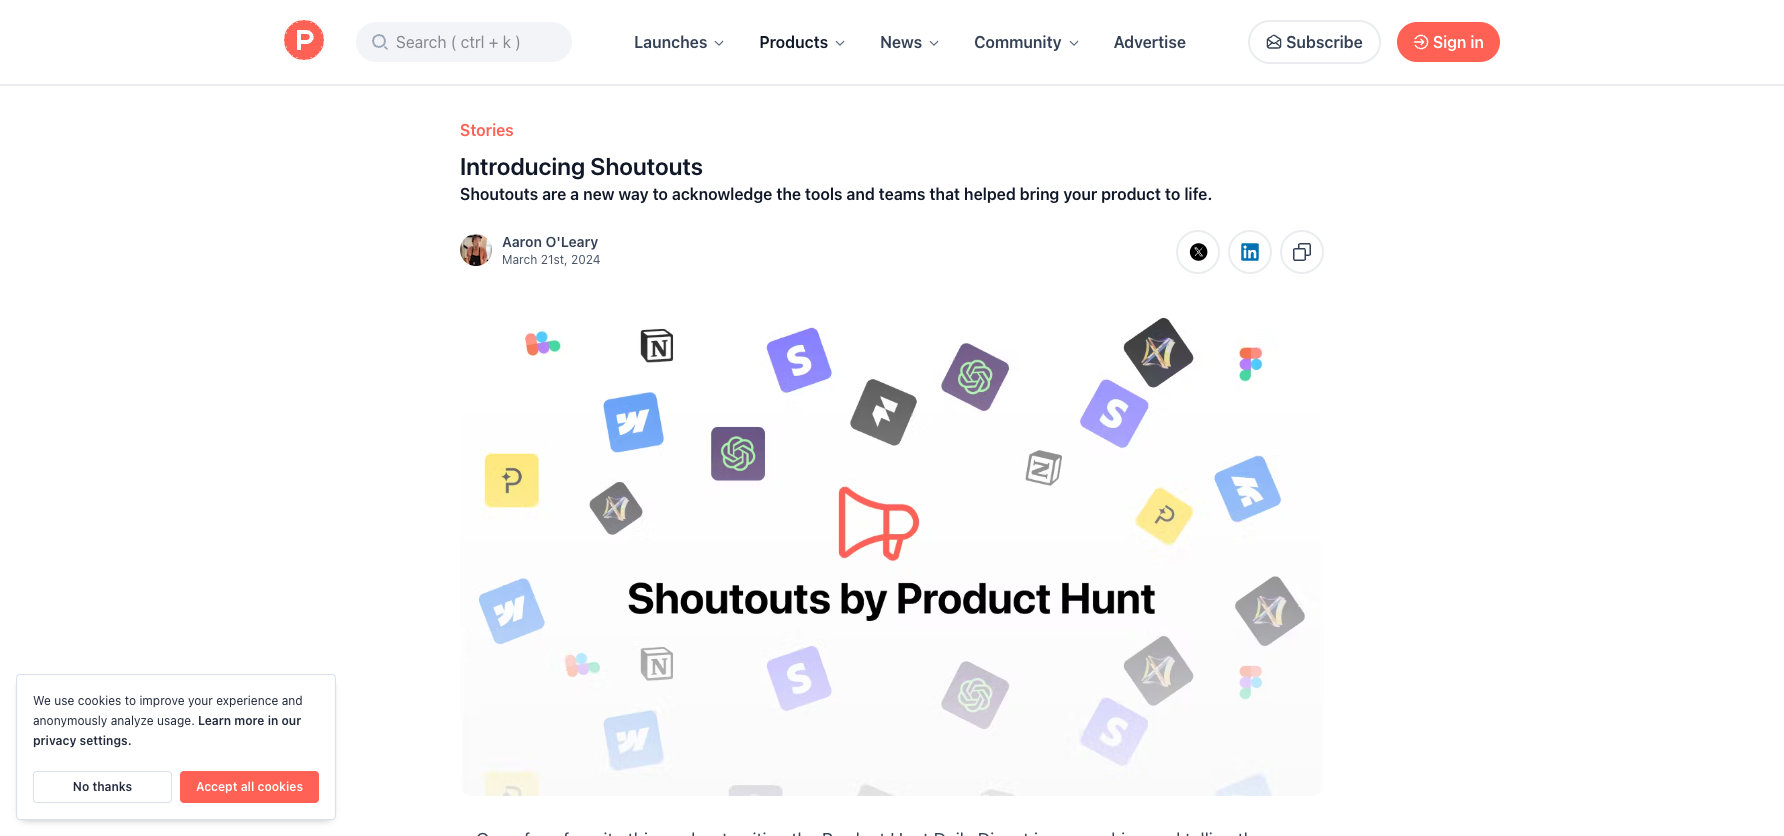 P
Search ( ctrl + k )
Launches
Products
News
Community
Advertise
Subscribe
Sign in
Stories
Introducing Shoutouts
Shoutouts are a new way to acknowledge the tools and teams that helped bring your product to life.
Aaron O'Leary
March 21st, 2024
Shoutouts by Product Hunt
We use cookies to improve your experience and
anonymously analyze usage. Learn more in our
privacy settings.
No thanks
Accept all cookies